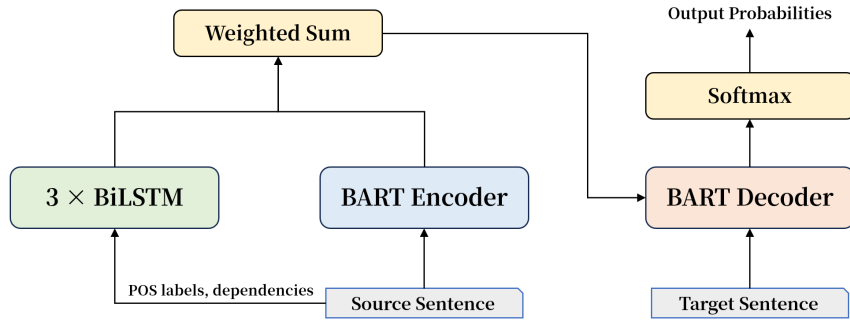 Output Probabilities
Weighted Sum
Softmax
3 × BiLSTM
BART Encoder
BART Decoder
POS labels, dependencies
Source Sentence
Target Sentence